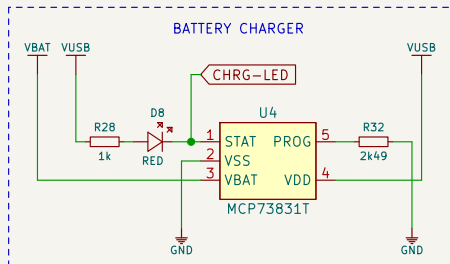 BATTERY CHARGER
VBAT
VUSB
VUSB
CHRG-LED
U4
R28
1k
D8
RED
1 STAT
2 VSS
3 VBAT
PROG 5
VDD 4
MCP73831T
R32
2k49
GND
GND